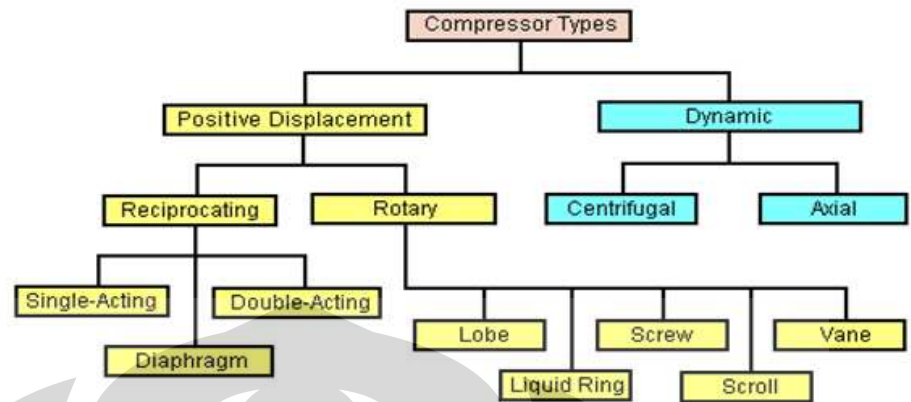 Compressor Types
Positive Displacement
Dynamic
Reciprocating
Rotary
Centrifugal
Axial
Single-Acting
Double-Acting
Diaphragm
Lobe
Screw
Vane
Liquid Ring
Scroll